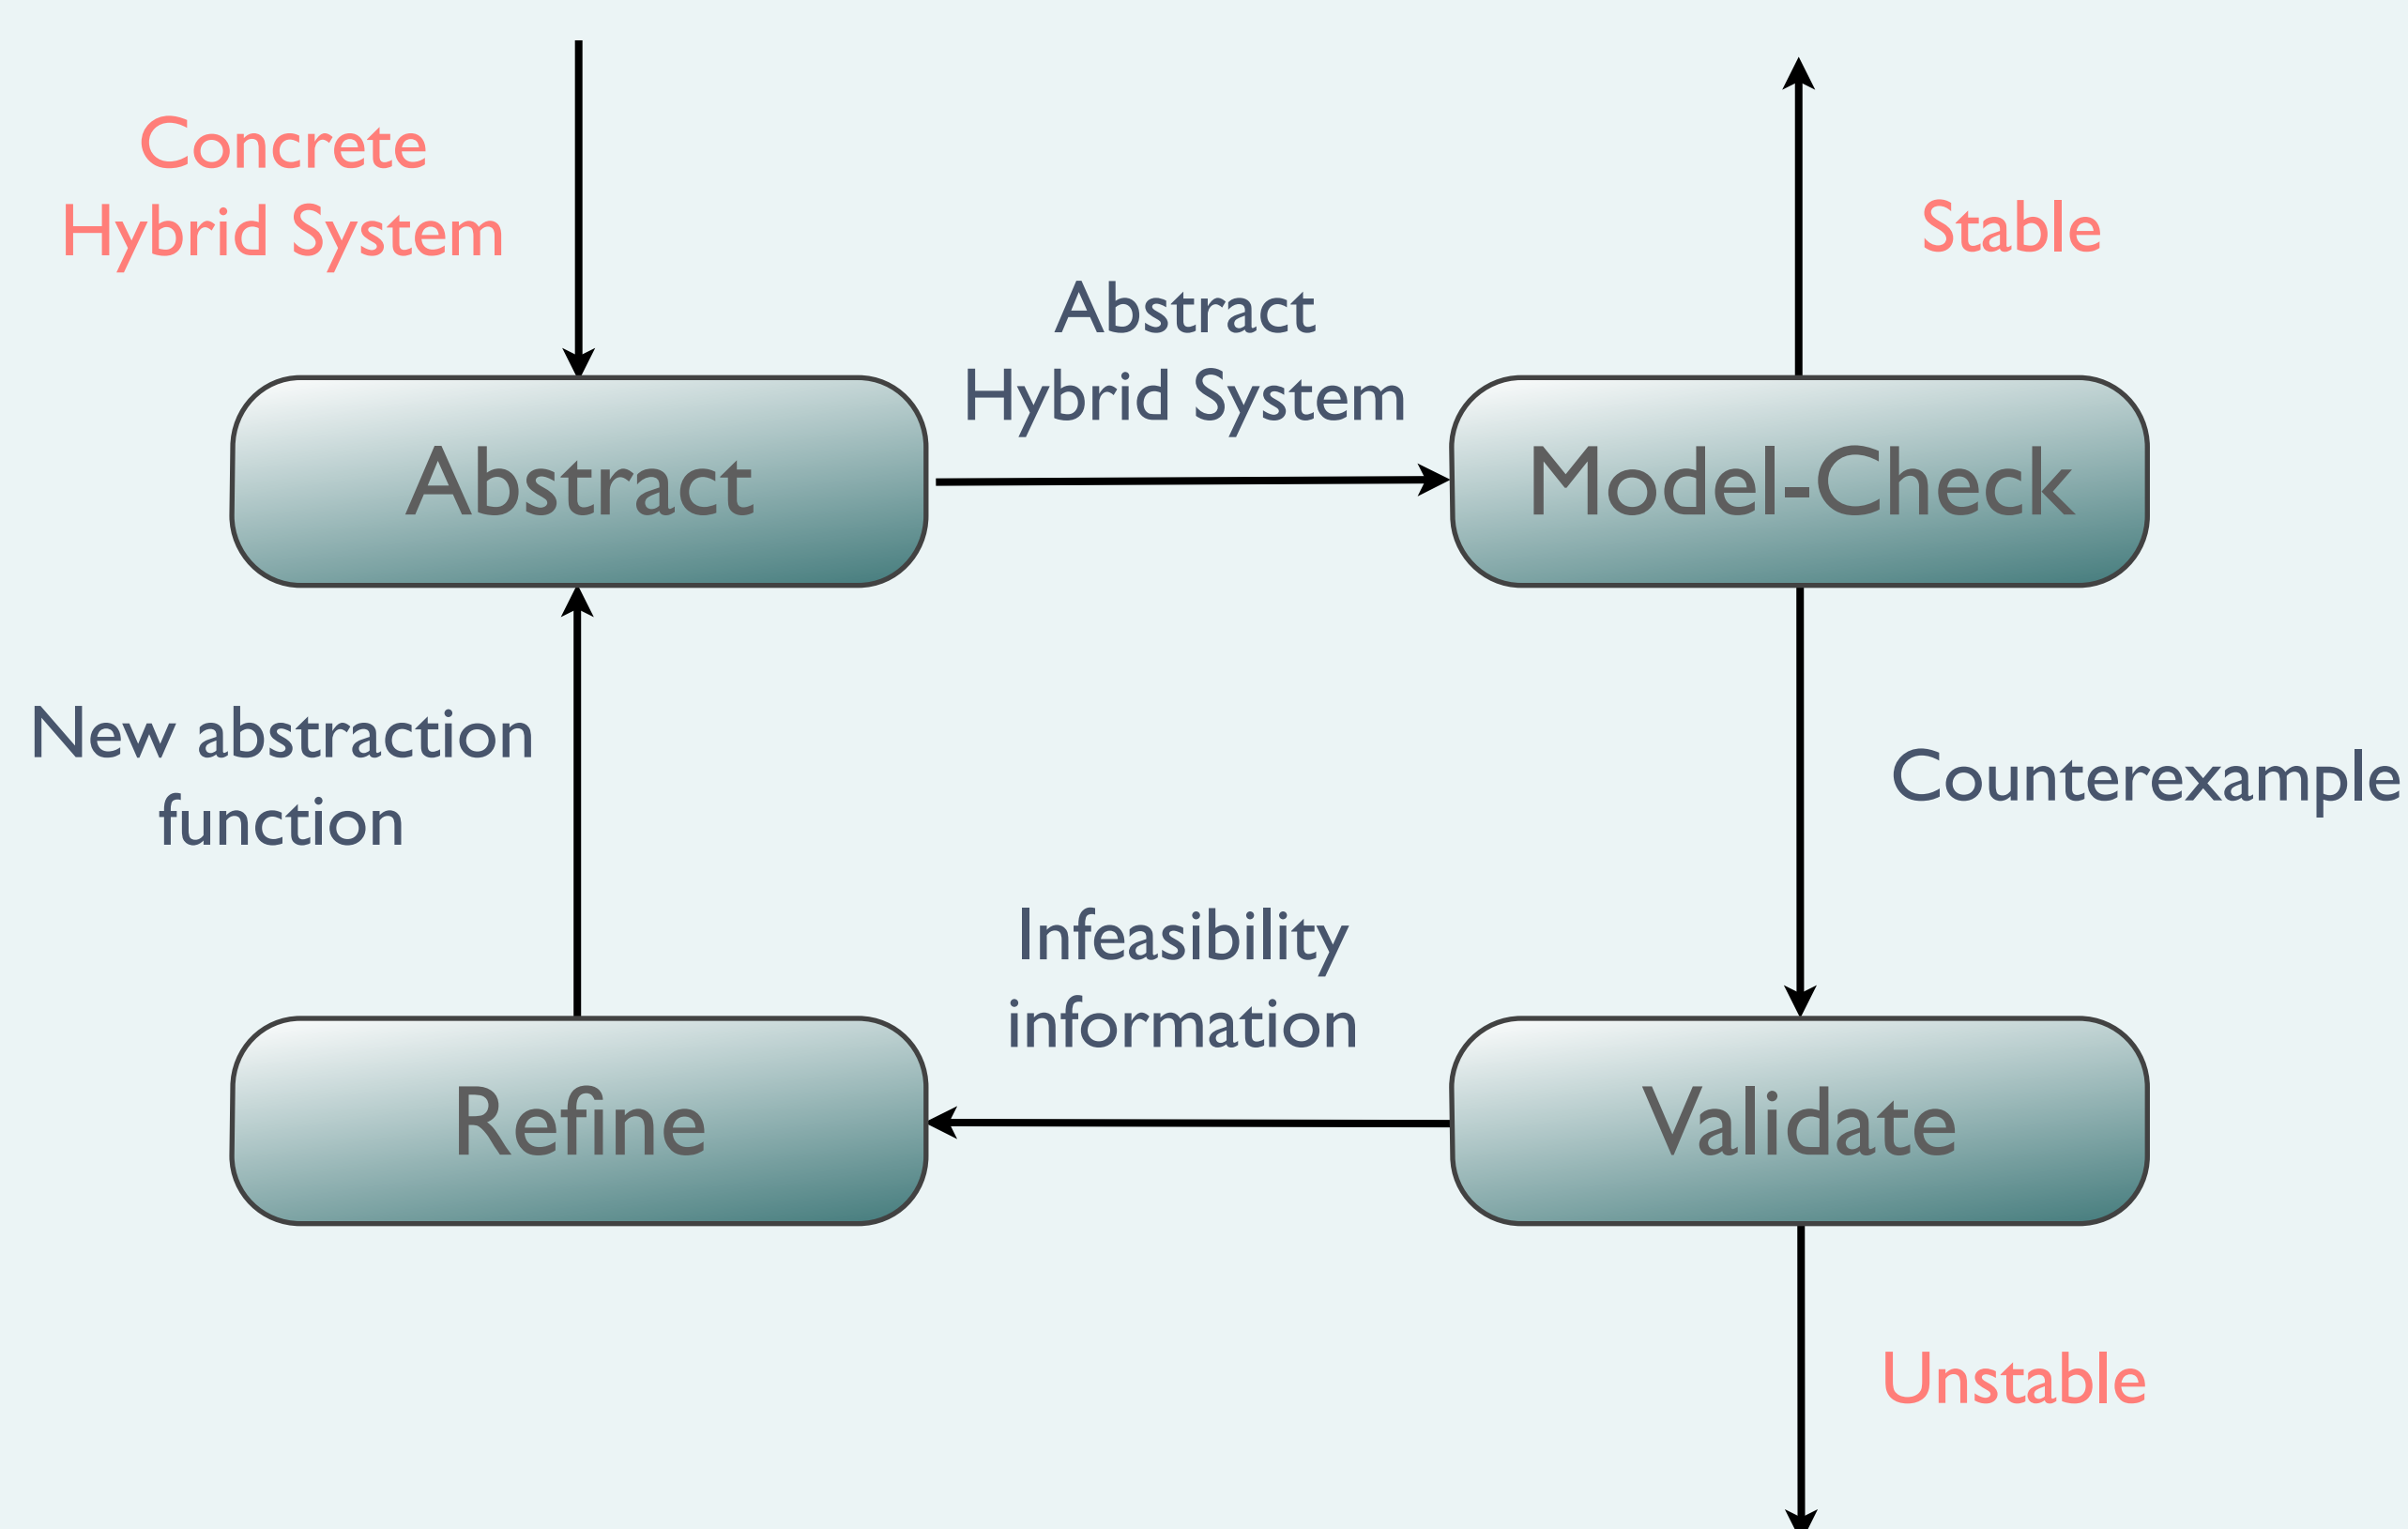 Concrete
Hybrid System
Stable
Abstract
Hybrid System
Abstract
Model-Check
New abstraction
function
Counterexample
Infeasibility
information
Refine
Validate
Unstable